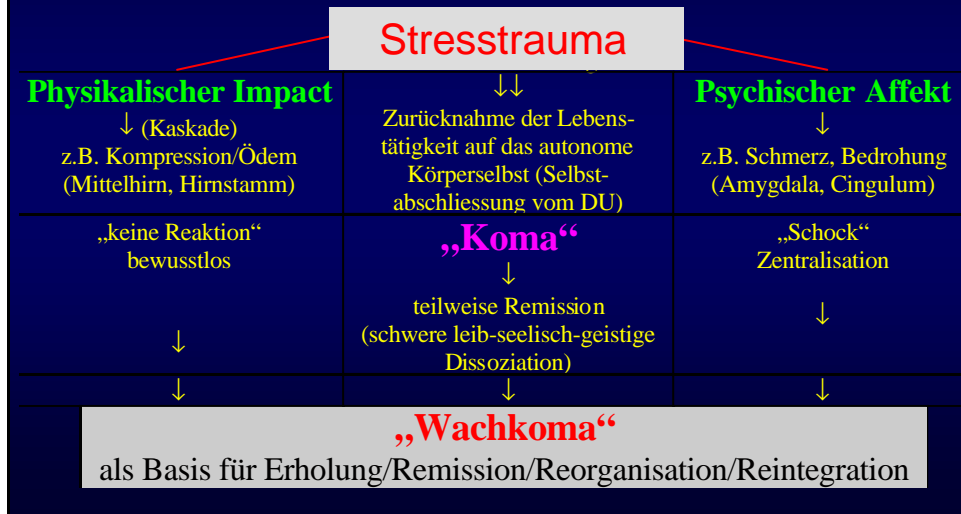 Stresstrauma
Physikalischer Impact
↓ (Kaskade)
z.B. Kompression/Ödem
(Mittelhirn, Hirnstamm)
↓↓
Zurücknahme der Lebens-
tätigkeit auf das autonome
Körperselbst (Selbst-
abschliessung vom DU)
Psychischer Affekt
↓
z.B. Schmerz, Bedrohung
(Amygdala, Cingulum)
„keine Reaktion“
bewusstlos
↓
„Koma“
↓
teilweise Remission
(schwere leib-seelisch-geistige
Dissoziation)
„Schock“
Zentralisation
↓
↓ ↓ ↓
„Wachkoma“
als Basis für Erholung/Remission/Reorganisation/Reintegration